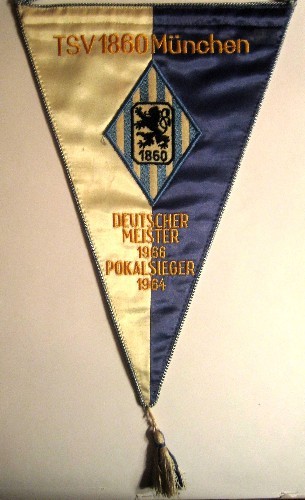 TSV 1860 München
1860
DEUTSCHER
MEISTER
1966
POKALSIEGER
1964